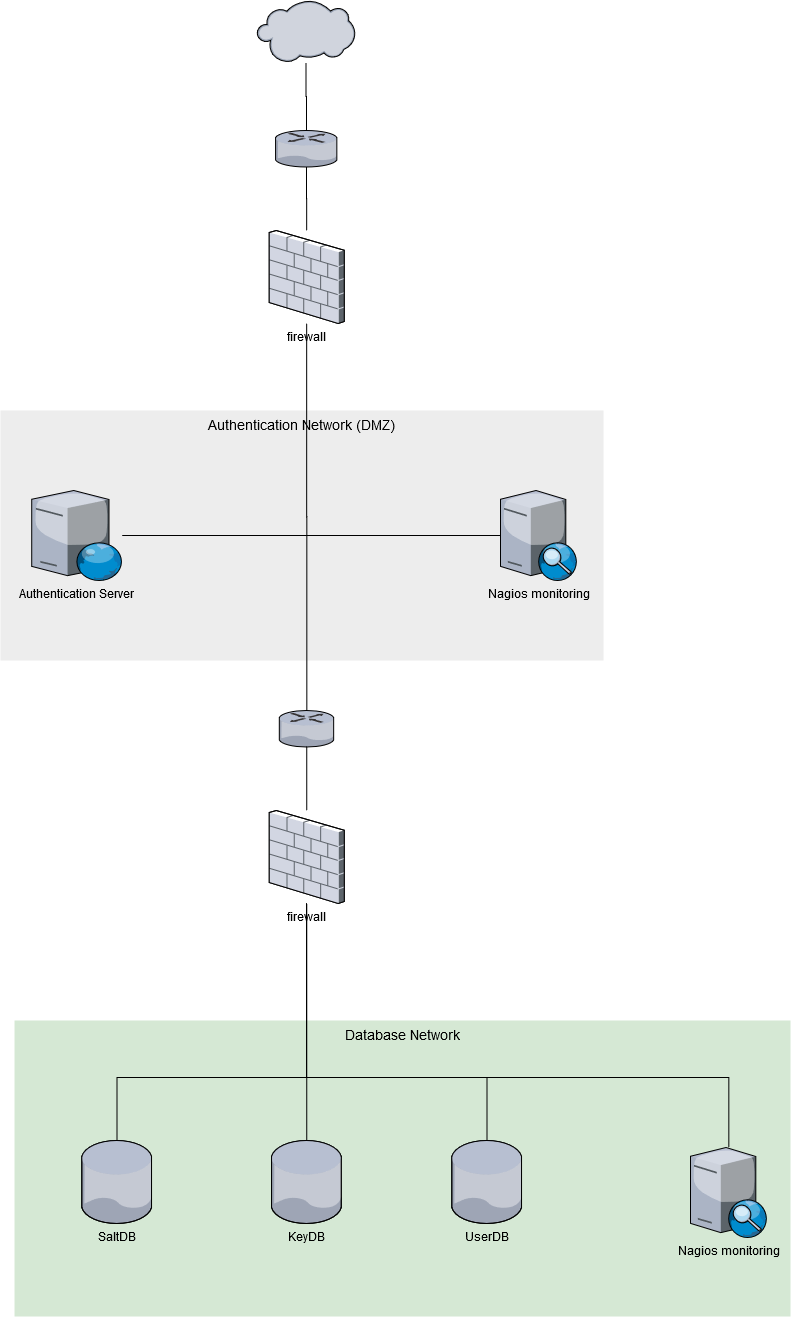 firewall
Authentication Network (DMZ)
Authentication Server
Nagios monitoring
firewall
Database Network
SaltDB
KeyDB
UserDB
Nagios monitoring